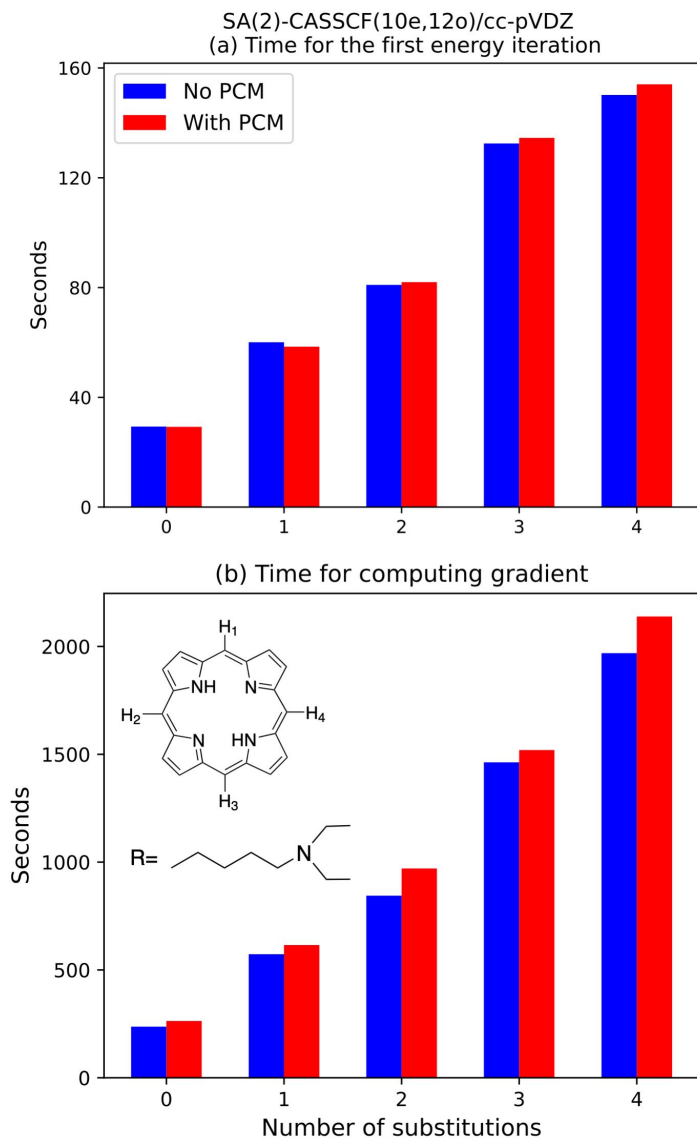 SA(2)-CASSCF(10e,12o)/cc-pVDZ
(a) Time for the first energy iteration
160
120
80
40
0
Seconds
No PCM
With PCM
0 1 2 3 4
(b) Time for computing gradient
2000
1500
1000
500
0
Seconds
H1
NH N
H2 H4
N HN
H3
R= N
0 1 2 3 4
Number of substitutions